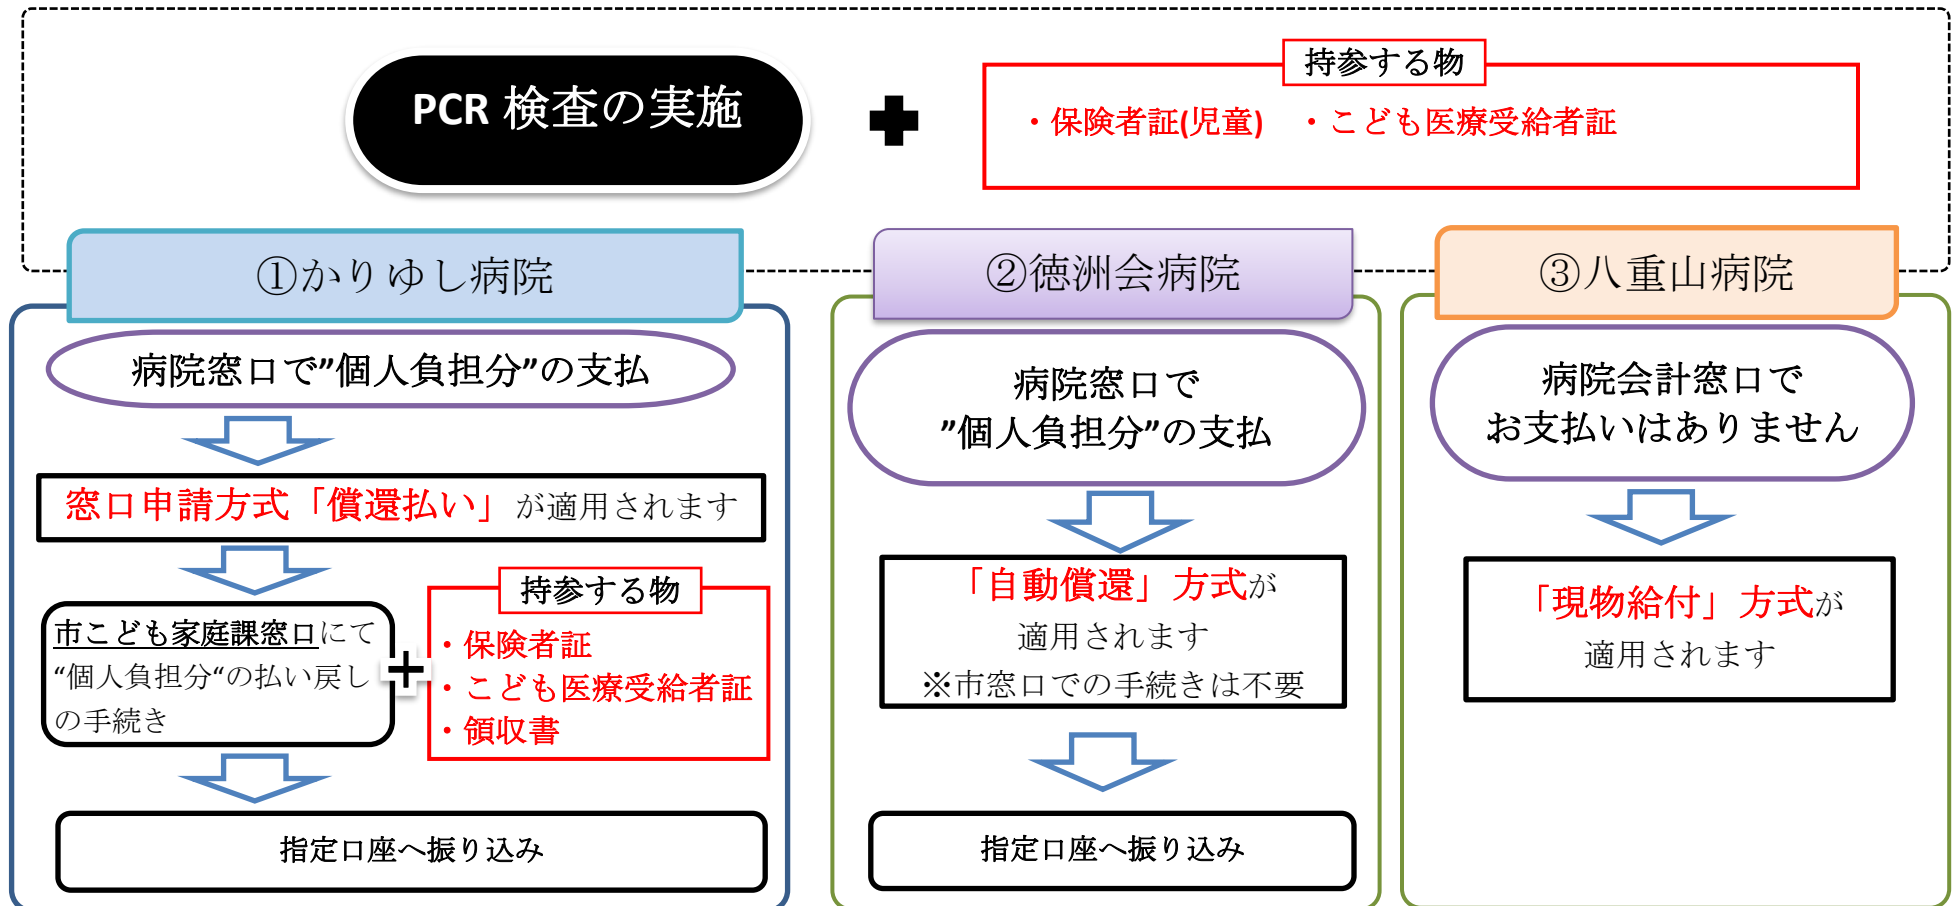 PCR 検査の実施
持参する物
・保険者証(児童)　・こども医療受給者証
①かりゆし病院
病院窓口で”個人負担分”の支払
窓口申請方式「償還払い」が適用されます
市こども家庭課窓口にて
“個人負担分“の払い戻し
の手続き
持参する物
・保険者証
・こども医療受給者証
・領収書
指定口座へ振り込み
②徳洲会病院
病院窓口で
”個人負担分”の支払
「自動償還」方式が
適用されます
※市窓口での手続きは不要
指定口座へ振り込み
③八重山病院
病院会計窓口で
お支払いはありません
「現物給付」方式が
適用されます